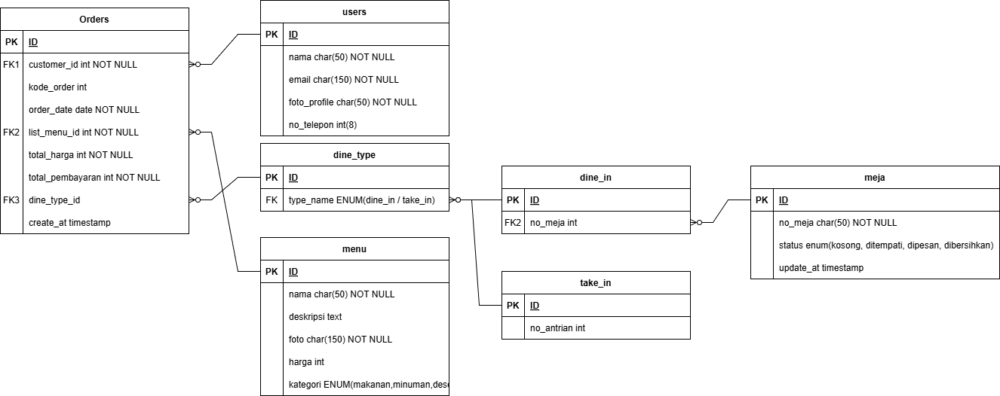 Orders
PK ID
FK1 customer_id int NOT NULL
kode_order int
order_date date NOT NULL
FK2 list_menu_id int NOT NULL
total_harga int NOT NULL
total_pembayaran int NOT NULL
FK3 dine_type_id
create_at timestamp
users
PK ID
nama char(50) NOT NULL
email char(150) NOT NULL
foto_profile char(50) NOT NULL
no_telepon int(8)
dine_type
PK ID
FK type_name ENUM(dine_in / take_in)
menu
PK ID
nama char(50) NOT NULL
deskripsi text
foto char(150) NOT NULL
harga int
kategori ENUM(makanan,minuman,des
dine_in
PK ID
FK2 no_meja int
take_in
PK ID
no_antrian int
meja
PK ID
no_meja char(50) NOT NULL
status enum(kosong, ditempati, dipesan, dibersihkan)
update_at timestamp